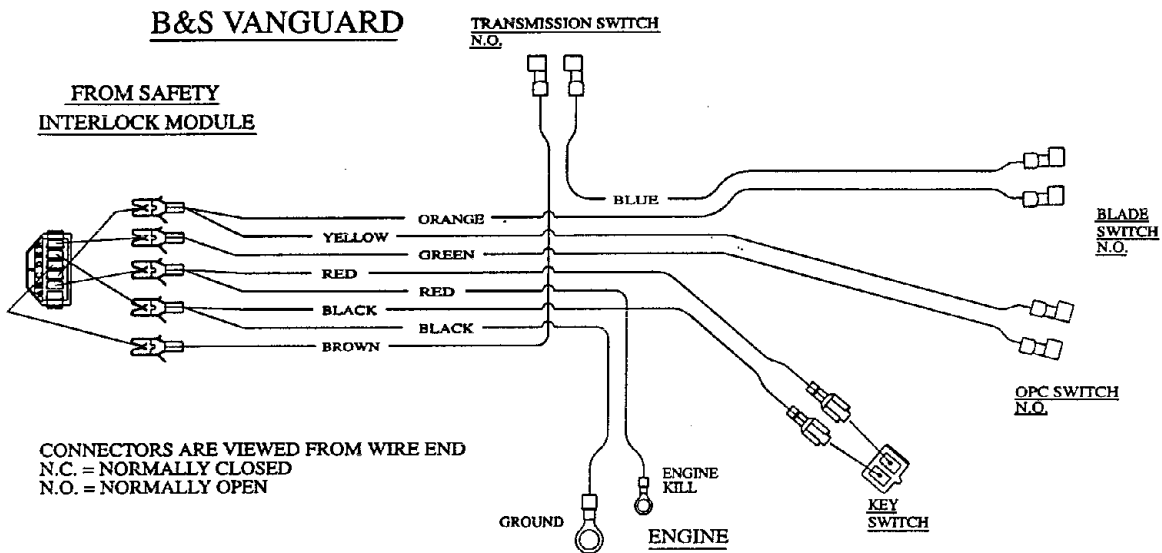 B&S VANGUARD
TRANSMISSION SWITCH
N.O.
FROM SAFETY
INTERLOCK MODULE
BLUE
ORANGE
YELLOW
GREEN
RED
RED
BLACK
BLACK
BROWN
BLADE
SWITCH
N.O.
OPC SWITCH
N.O.
CONNECTORS ARE VIEWED FROM WIRE END
N.C. = NORMALLY CLOSED
N.O. = NORMALLY OPEN
ENGINE
KILL
GROUND
ENGINE
KEY
SWITCH